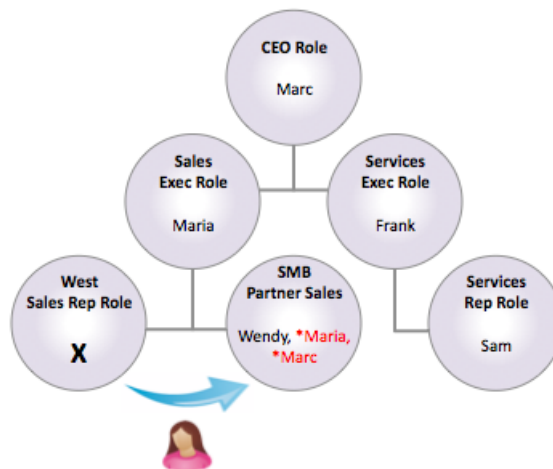 CEO Role
Marc
Sales
Exec Role
Maria
Services
Exec Role
Frank
West
Sales Rep Role
X
SMB
Partner Sales
Wendy, *Maria,
*Marc
Services
Rep Role
Sam